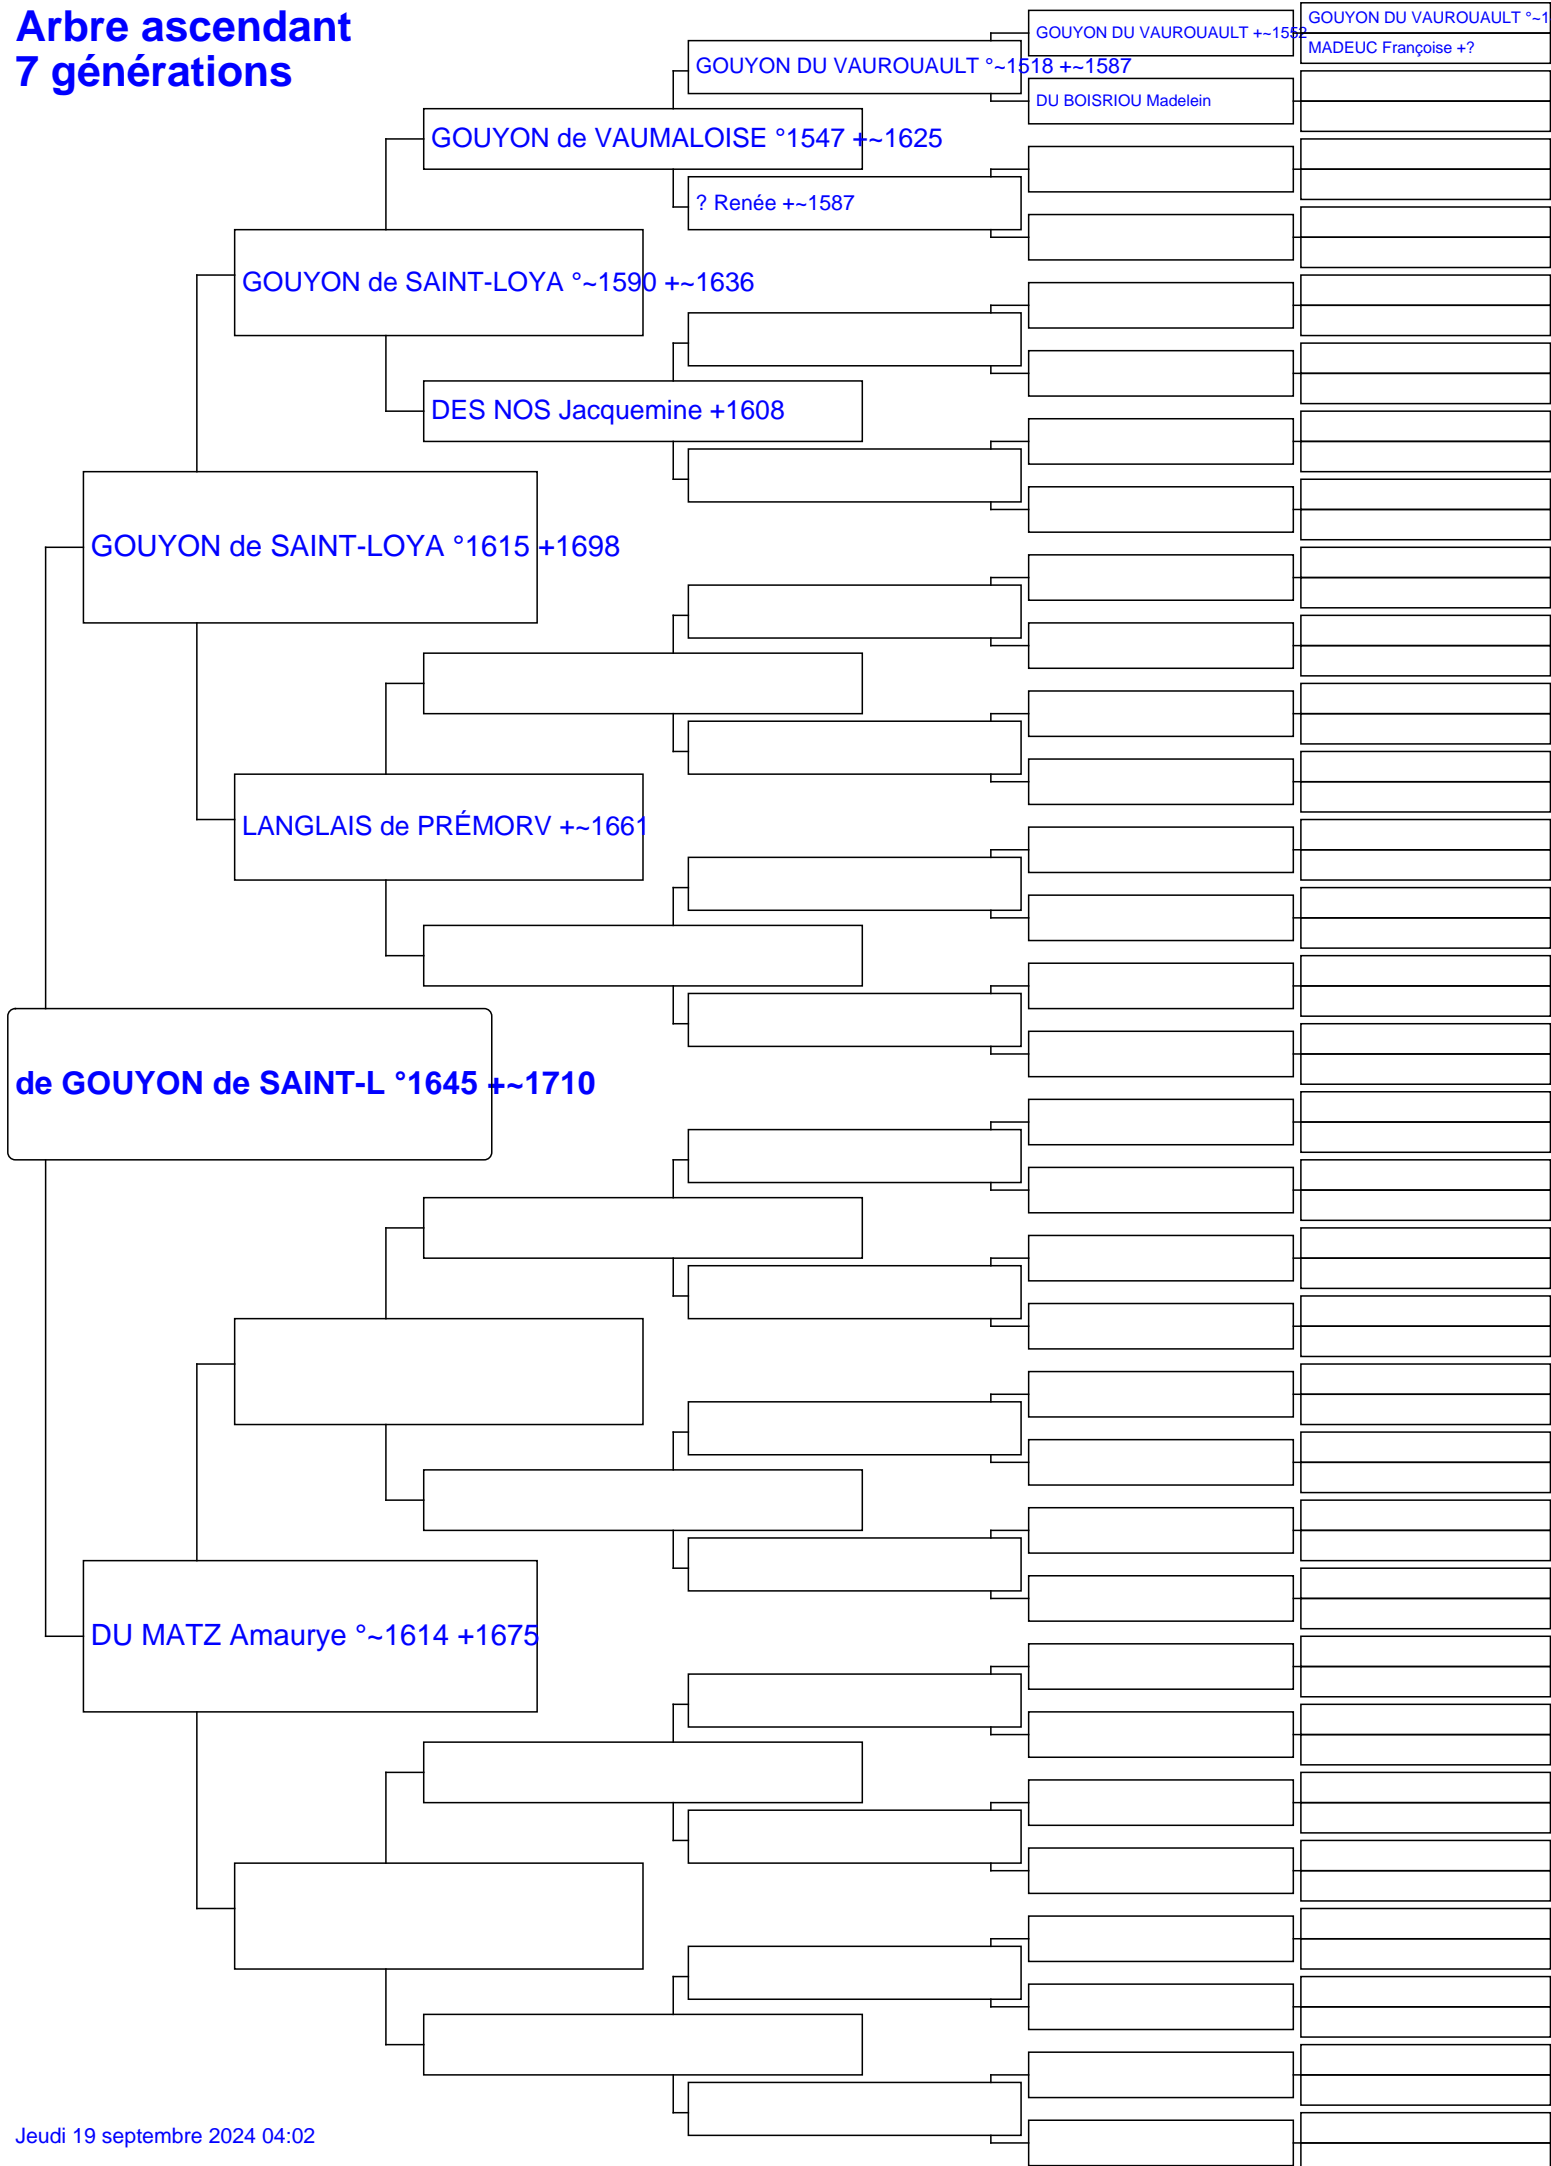 Arbre ascendant
7 générations
GOUYON DU VAUROUAULT °~1
MADEUC Françoise +?
GOUYON DU VAUROUAULT +~1552
DU BOISRIOU Madelein
GOUYON DU VAUROUAULT °~1518 +~1587
GOUYON de VAUMALOISE °1547 +~1625
? Renée +~1587
GOUYON de SAINT-LOYA °~1590 +~1636
DES NOS Jacquemine +1608
GOUYON de SAINT-LOYA °1615 +1698
LANGLAIS de PRÉMORV +~1661
de GOUYON de SAINT-L °1645 +~1710
DU MATZ Amaurye °~1614 +1675
Jeudi 19 septembre 2024 04:02